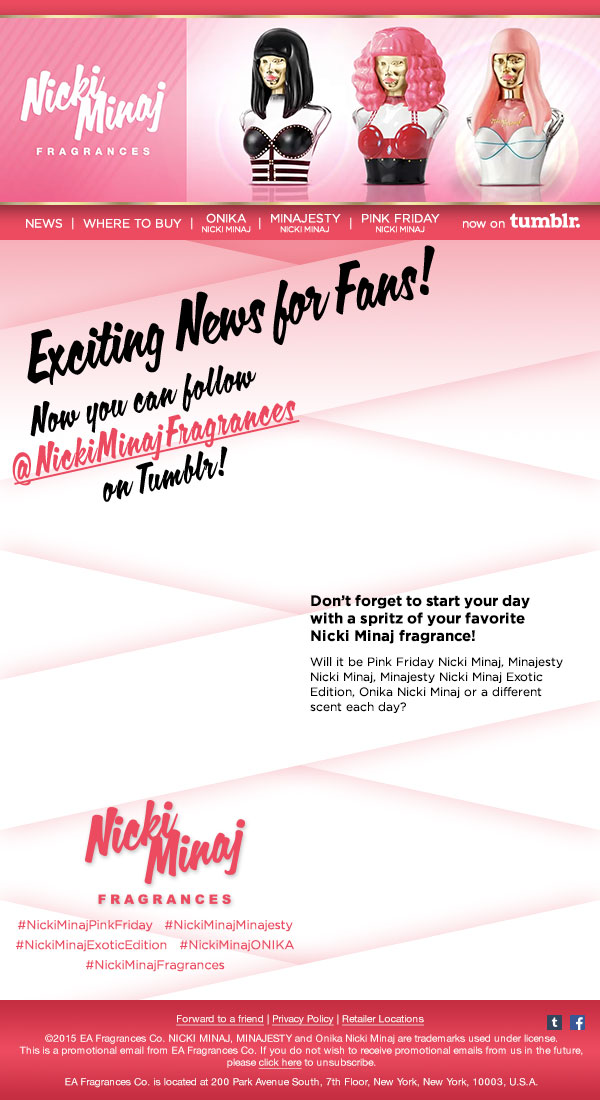 Nicki
Minaj
FRAGRANCES
NEWS | WHERE TO BUY | ONIKA NICKI MINAJ | MINAJESTY NICKI MINAJ | PINK FRIDAY NICKI MINAJ now on tumblr.
Exciting News for Fans!
Now you can follow
@NickiMinajFragrances
on Tumblr!
Don't forget to start your day
with a spritz of your favorite
Nicki Minaj fragrance!
Will it be Pink Friday Nicki Minaj, Minajesty
Nicki Minaj, Minajesty Nicki Minaj Exotic
Edition, Onika Nicki Minaj or a different
scent each day?
Nicki
Minaj
FRAGRANCES
#NickiMinajPinkFriday #NickiMinajMinajesty
#NickiMinajExoticEdition #NickiMinajONIKA
#NickiMinajFragrances
Forward to a friend | Privacy Policy | Retailer Locations
t f
©2015 EA Fragrances Co. NICKI MINAJ, MINAJESTY and Onika Nicki Minaj are trademarks used under license.
This is a promotional email from EA Fragrances Co. If you do not wish to receive promotional emails from us in the future,
please click here to unsubscribe.
EA Fragrances Co. is located at 200 Park Avenue South, 7th Floor, New York, New York, 10003, U.S.A.